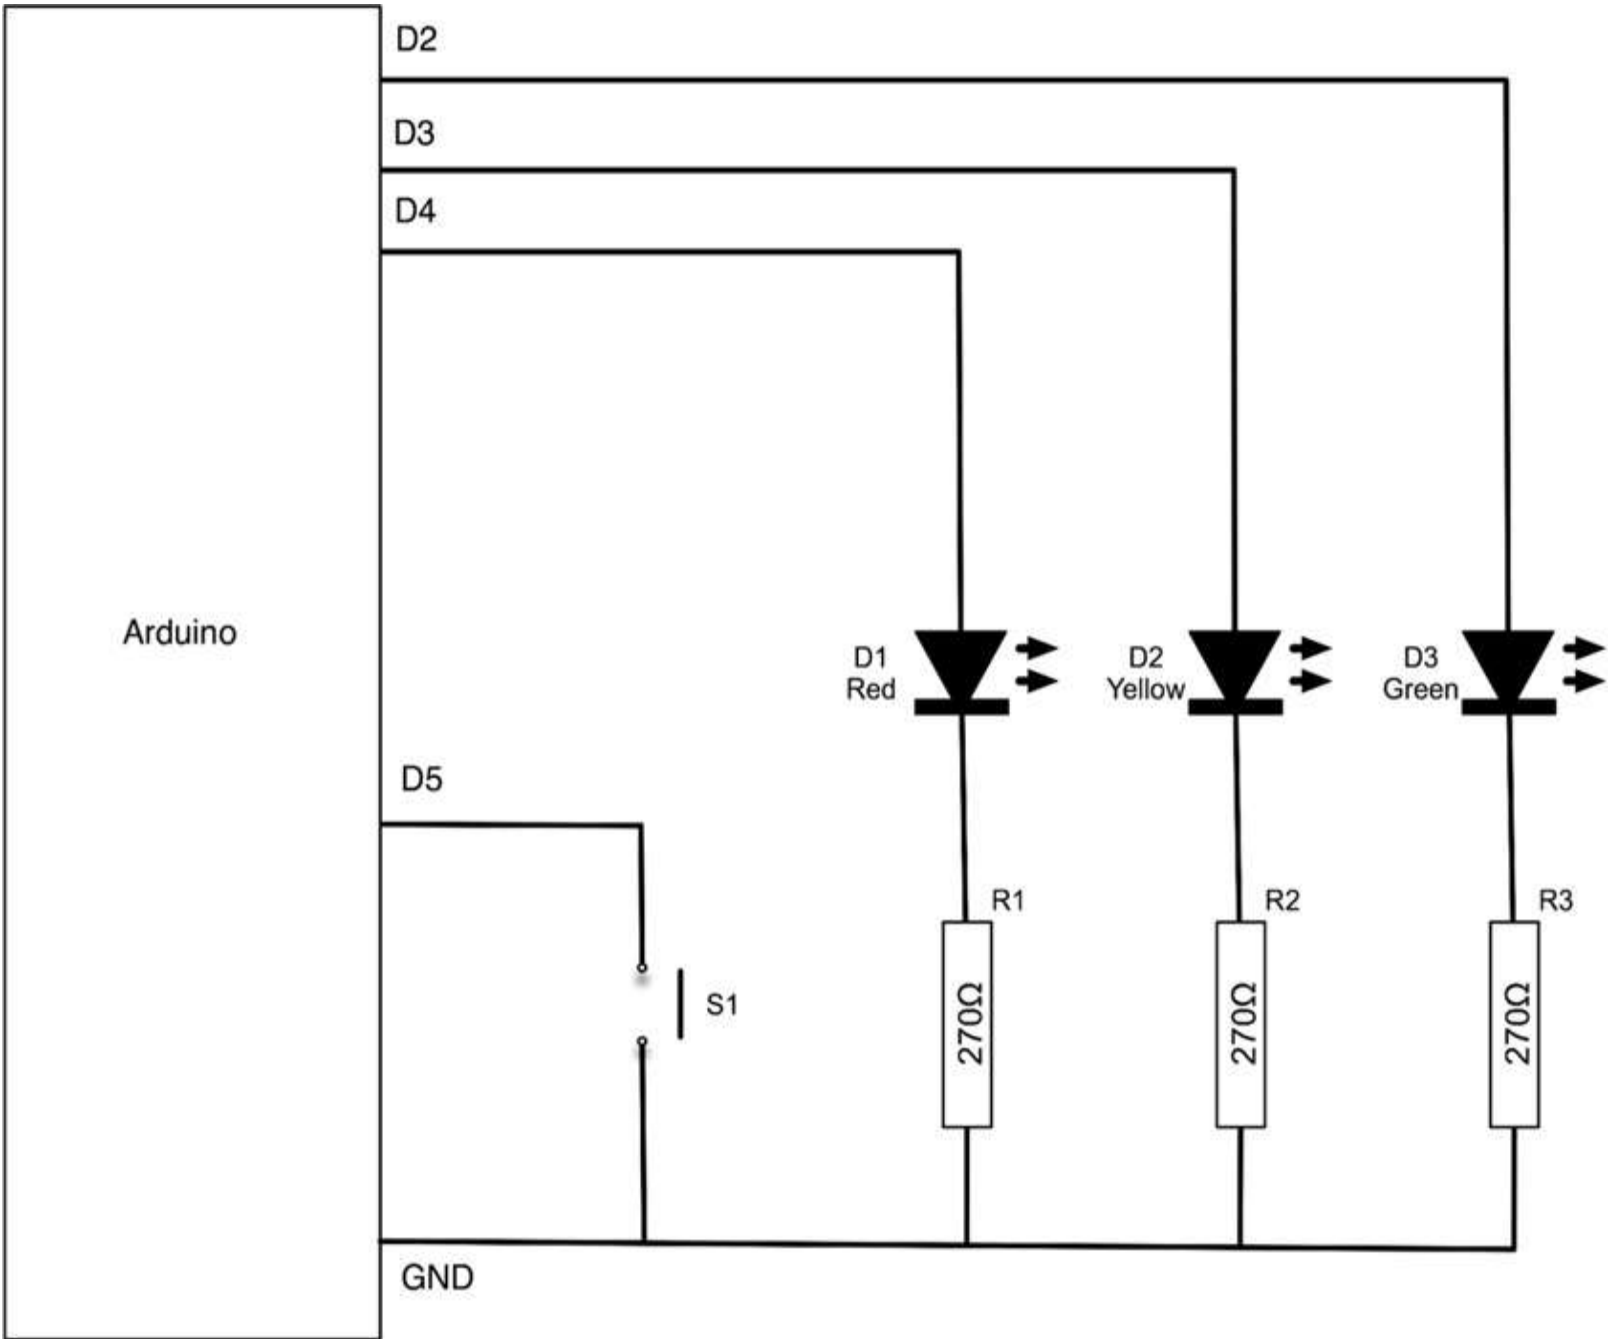 D2
D3
D4
Arduino
D1
Red
D2
Yellow
D3
Green
D5
R1
R2
R3
270Ω
270Ω
270Ω
S1
GND